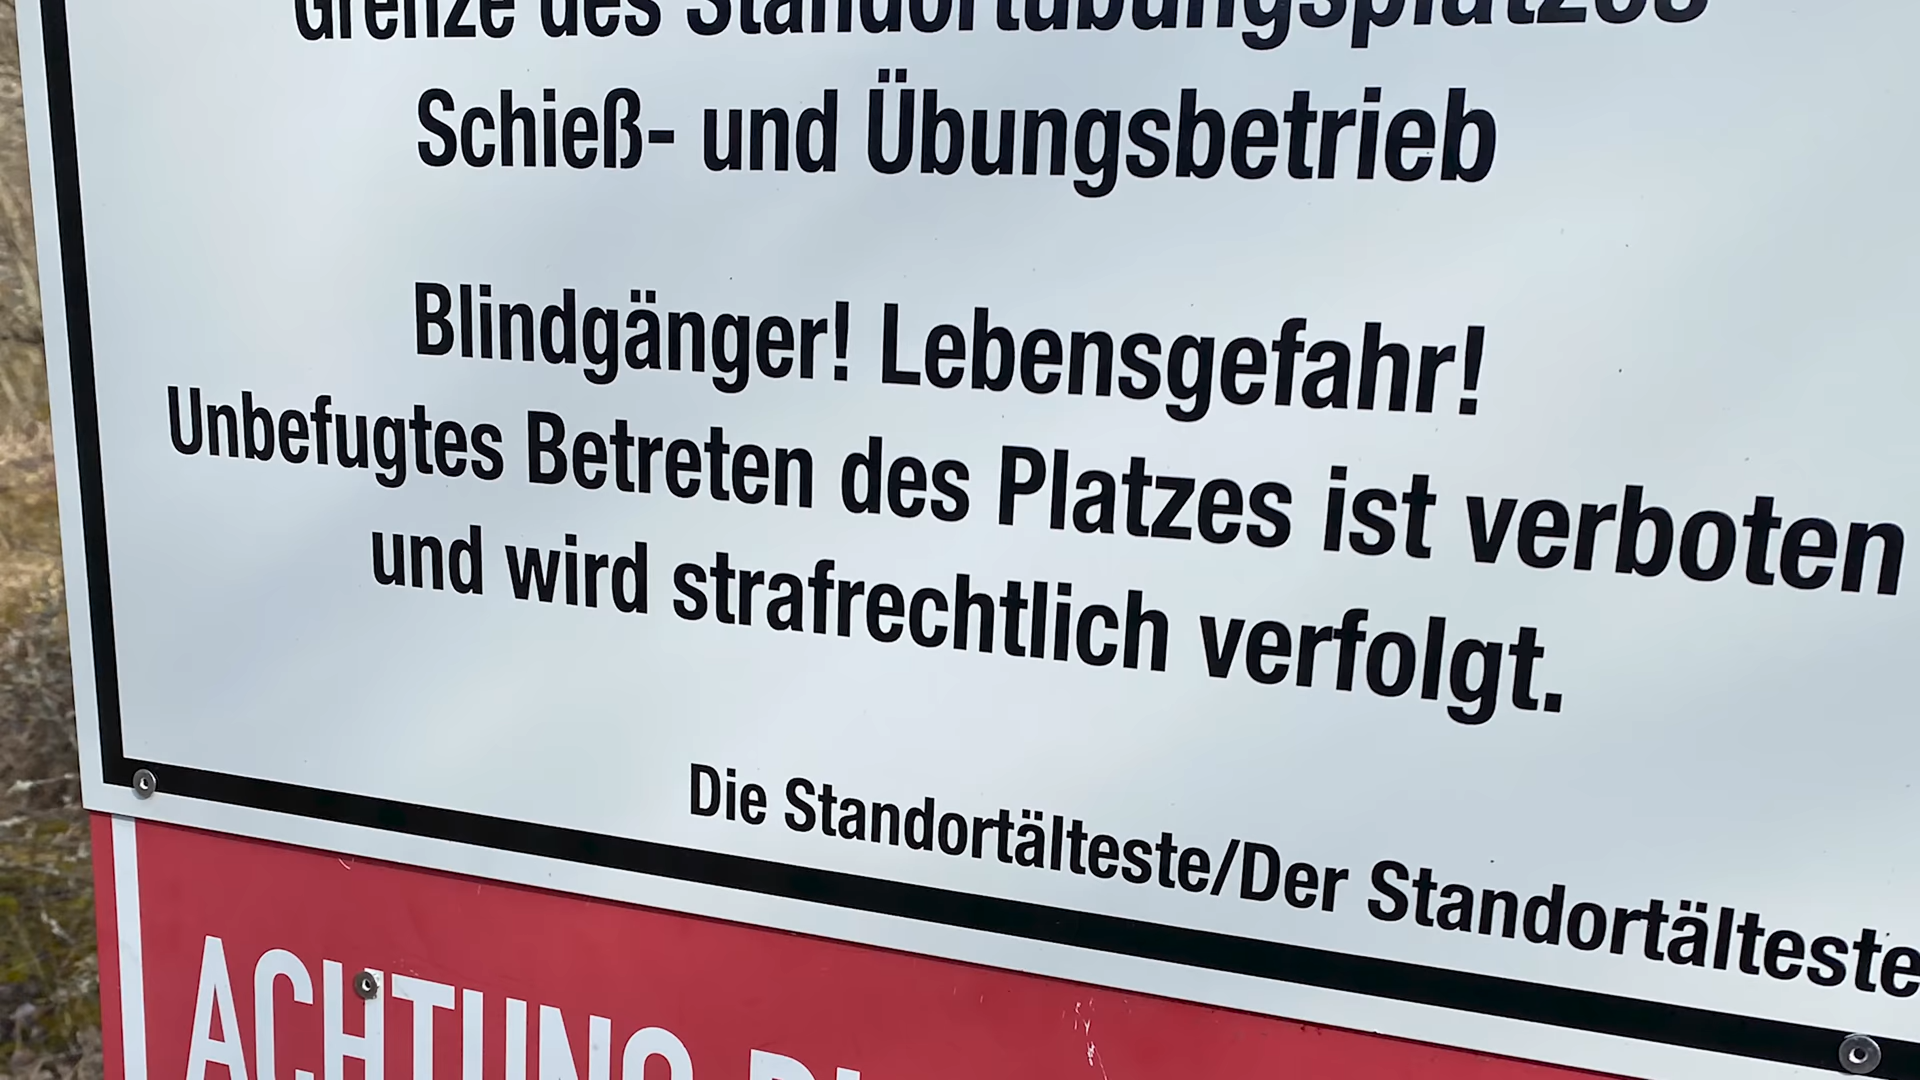 Grenze des Standortübungsplatzes
Schieß- und Übungsbetrieb
Blindgänger! Lebensgefahr!
Unbefugtes Betreten des Platzes ist verboten
und wird strafrechtlich verfolgt.
Die Standortälteste/Der Standortälteste
ACHTUNG